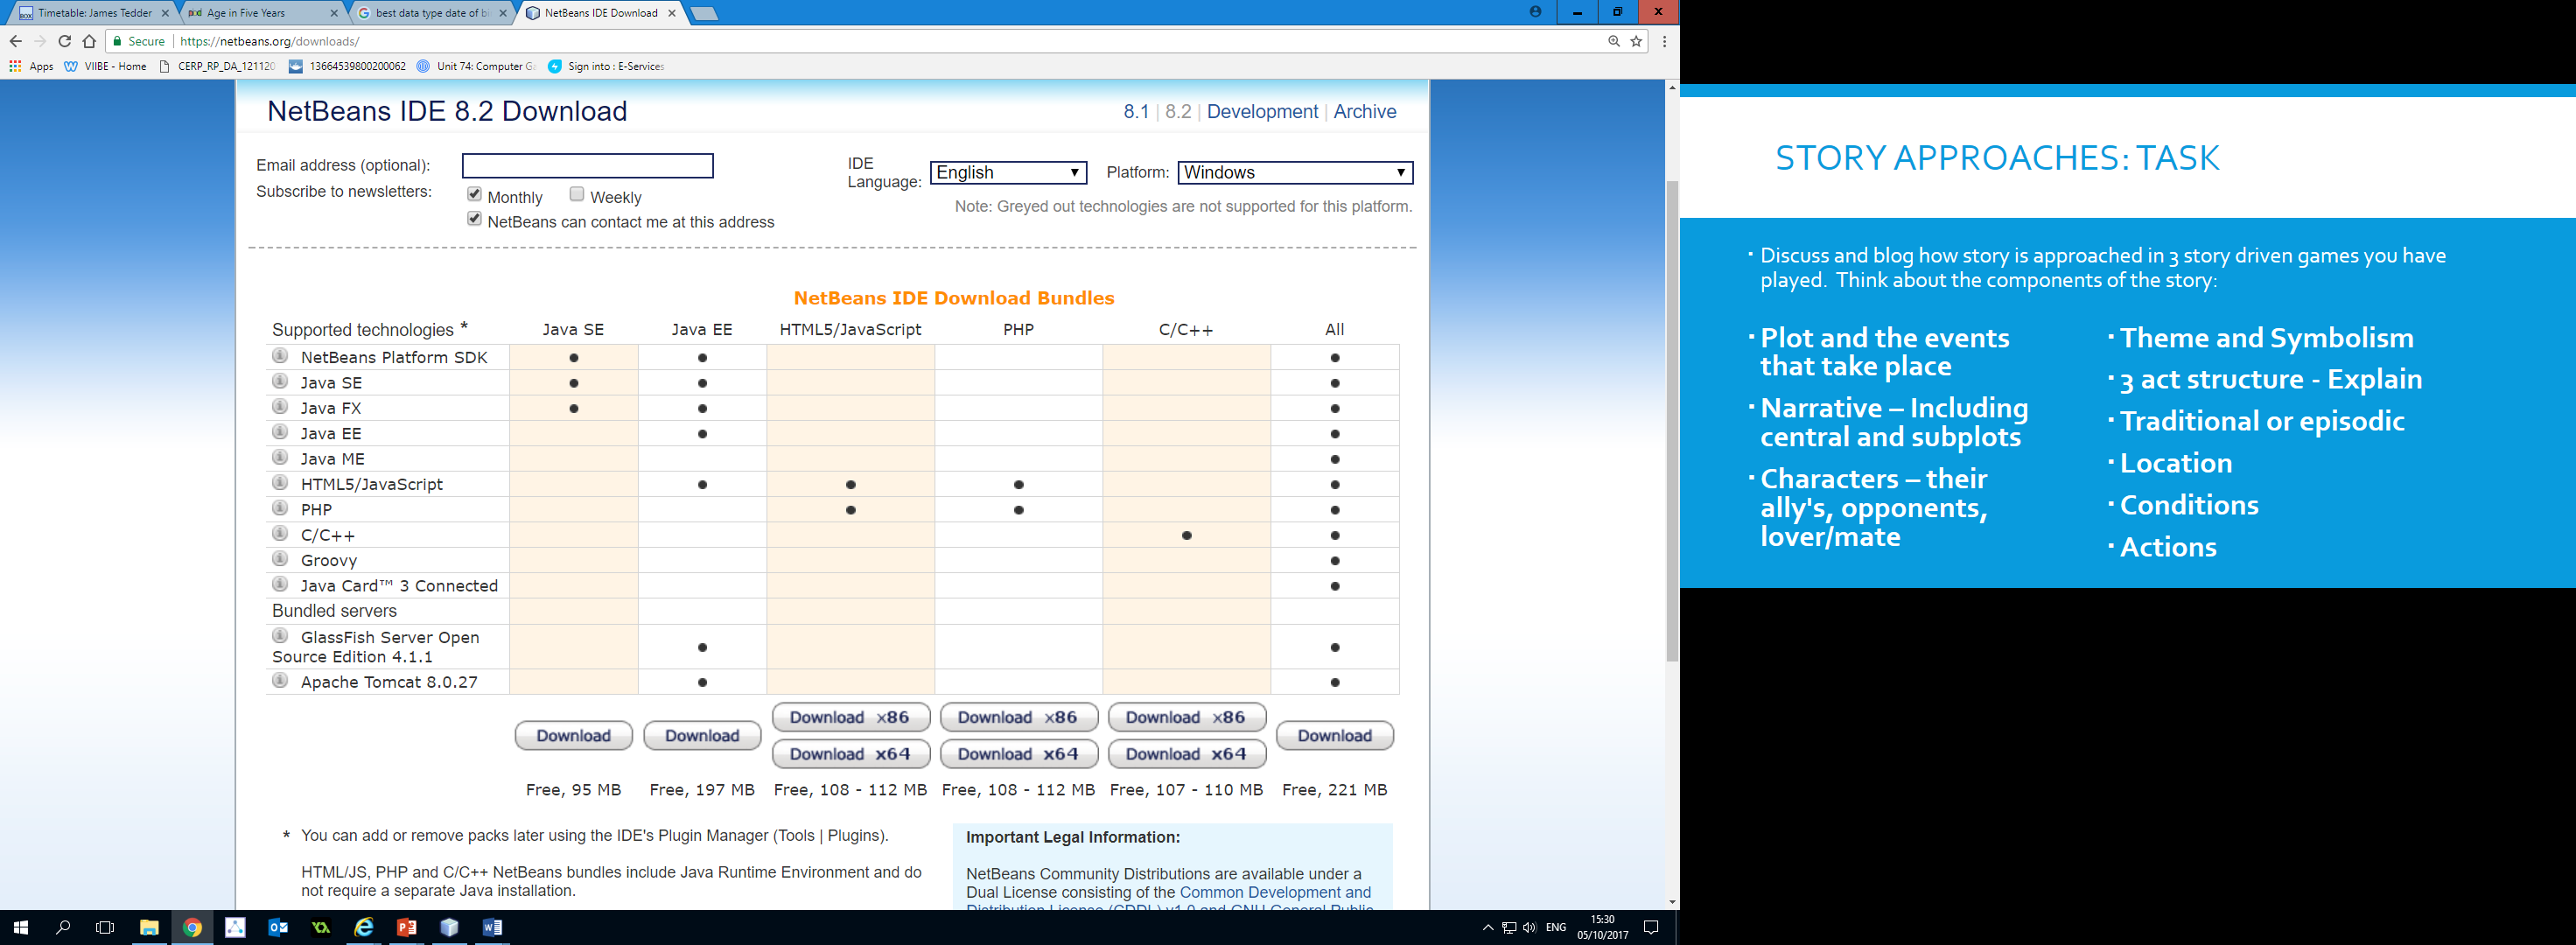 Timetable: James Tedder
Age in Five Years
best data type date of bi
NetBeans IDE Download
Secure https://netbeans.org/downloads/
Apps VIIBE - Home CERP_RP_DA_121120 13664539800200062 Unit 74: Computer Ga Sign into : E-Services
NetBeans IDE 8.2 Download
8.1 | 8.2 | Development | Archive
Email address (optional):
Subscribe to newsletters:
Monthly Weekly
NetBeans can contact me at this address
IDE
Language:
English
Platform: Windows
Note: Greyed out technologies are not supported for this platform.
NetBeans IDE Download Bundles
Supported technologies * Java SE Java EE HTML5/JavaScript PHP C/C++ All
NetBeans Platform SDK
Java SE
Java FX
Java EE
Java ME
HTML5/JavaScript
PHP
C/C++
Groovy
Java Card™ 3 Connected
Bundled servers
GlassFish Server Open
Source Edition 4.1.1
Apache Tomcat 8.0.27
Download Download Download x86 Download x86 Download x86 Download
Download x64 Download x64 Download x64
Free, 95 MB Free, 197 MB Free, 108 - 112 MB Free, 108 - 112 MB Free, 107 - 110 MB Free, 221 MB
* You can add or remove packs later using the IDE's Plugin Manager (Tools | Plugins).
HTML/JS, PHP and C/C++ NetBeans bundles include Java Runtime Environment and do
not require a separate Java installation.
Important Legal Information:
NetBeans Community Distributions are available under a
Dual License consisting of the Common Development and
Distribution License (CDDL) v1.0 and GNU General Public
ENG
15:30
05/10/2017
STORY APPROACHES: TASK
Discuss and blog how story is approached in 3 story driven games you have
played. Think about the components of the story:
Plot and the events
that take place
Narrative – Including
central and subplots
Characters – their
ally's, opponents,
lover/mate
Theme and Symbolism
3 act structure - Explain
Traditional or episodic
Location
Conditions
Actions